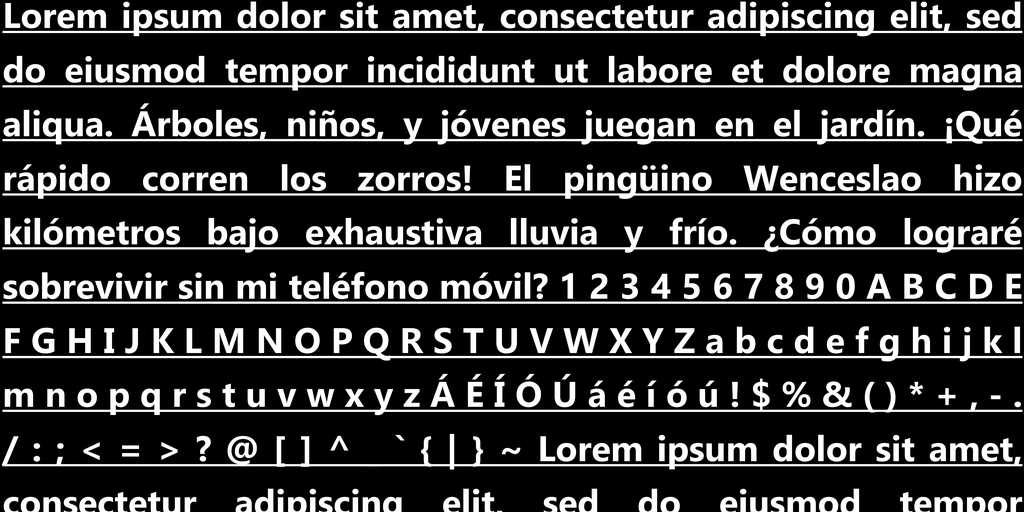 Lorem ipsum dolor sit amet, consectetur adipiscing elit, sed
do eiusmod tempor incididunt ut labore et dolore magna
aliqua. Árboles, niños, y jóvenes juegan en el jardín. ¡Qué
rápido corren los zorros! El pingüino Wenceslao hizo
kilómetros bajo exhaustiva lluvia y frío. ¿Cómo lograré
sobrevivir sin mi teléfono móvil? 1 2 3 4 5 6 7 8 9 0 A B C D E
F G H I J K L M N O P Q R S T U V W X Y Z a b c d e f g h i j k l
m n o p q r s t u v w x y z Á É Í Ó Ú á é í ó ú ! $ % & ( ) * + , - .
/ : ; < = > ? @ [ ] ^ ` { | } ~ Lorem ipsum dolor sit amet,
consectetur adipiscing elit, sed do eiusmod tempor